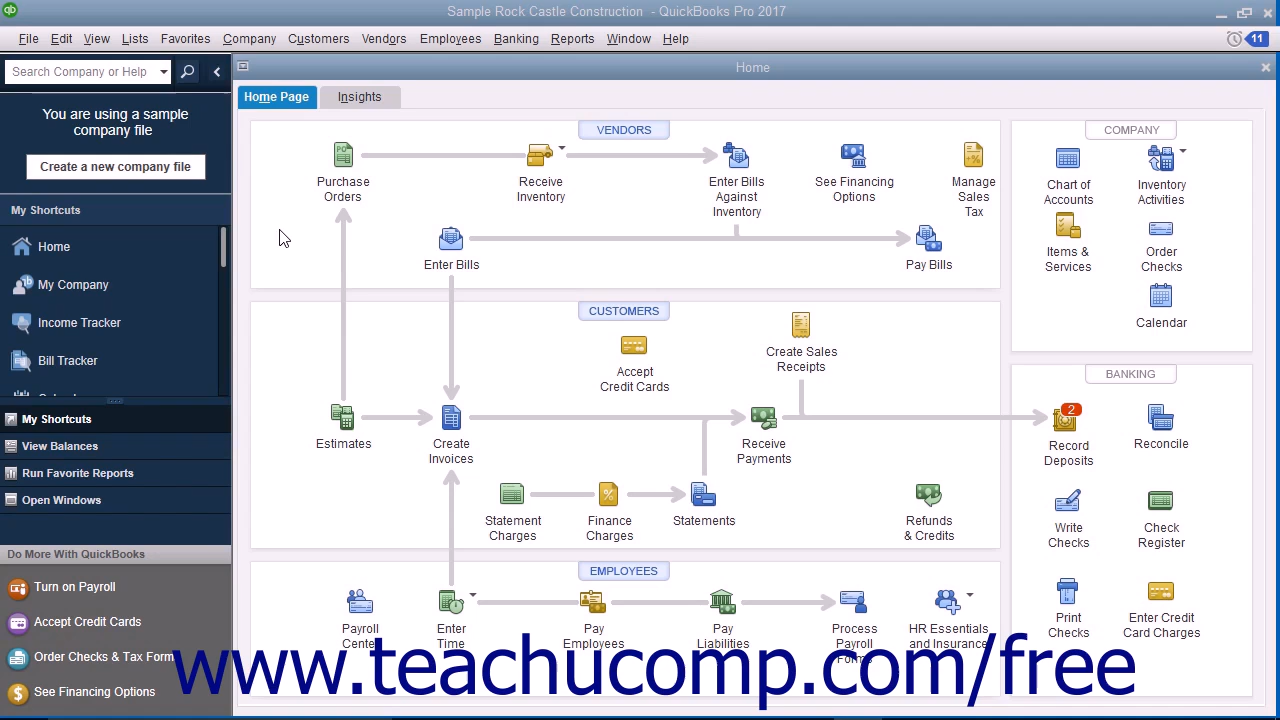 qb
Sample Rock Castle Construction - QuickBooks Pro 2017
File Edit View Lists Favorites Company Customers Vendors Employees Banking Reports Window Help
11
Search Company or Help
Home
You are using a sample
company file
Create a new company file
My Shortcuts
Home
My Company
Income Tracker
Bill Tracker
My Shortcuts
View Balances
Run Favorite Reports
Open Windows
Do More With QuickBooks
Turn on Payroll
Accept Credit Cards
Order Checks & Tax Form
See Financing Options
Home Page
Insights
VENDORS
Purchase
Orders
Receive
Inventory
Enter Bills
Against
Inventory
See Financing
Options
Manage
Sales
Tax
Enter Bills
Pay Bills
CUSTOMERS
Accept
Credit Cards
Create Sales
Receipts
Estimates
Create
Invoices
Receive
Payments
Statement
Charges
Finance
Charges
Statements
Refunds
& Credits
EMPLOYEES
Payroll
Center
Enter
Time
Pay
Employees
Pay
Liabilities
Process
Payroll
Forms
HR Essentials
and Insurance
COMPANY
Chart of
Accounts
Inventory
Activities
Items &
Services
Order
Checks
Calendar
BANKING
2
Record
Deposits
Reconcile
Write
Checks
Check
Register
Print
Checks
Enter Credit
Card Charges
www.teachucomp.com/free